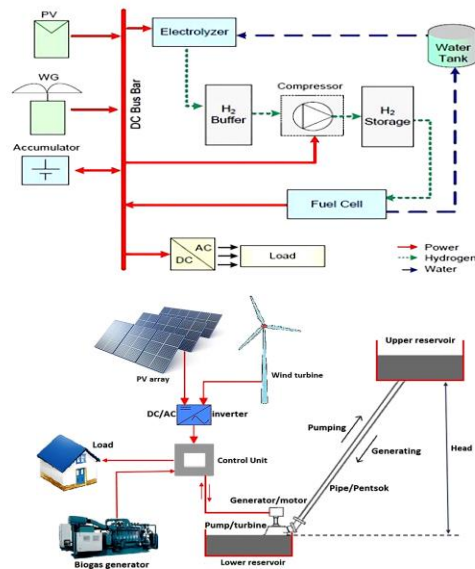 PV
Electrolyzer
Water
Tank
WG
DC Bus Bar
H2
Buffer
Compressor
H2
Storage
Accumulator
Fuel Cell
AC
DC
Load
Power
Hydrogen
Water
PV array
Wind turbine
Upper reservoir
DC/AC
inverter
Pumping
Generating
Head
Load
Control Unit
Generator/motor
Pipe/Pentsok
Pump/turbine
Biogas generator
Lower reservoir